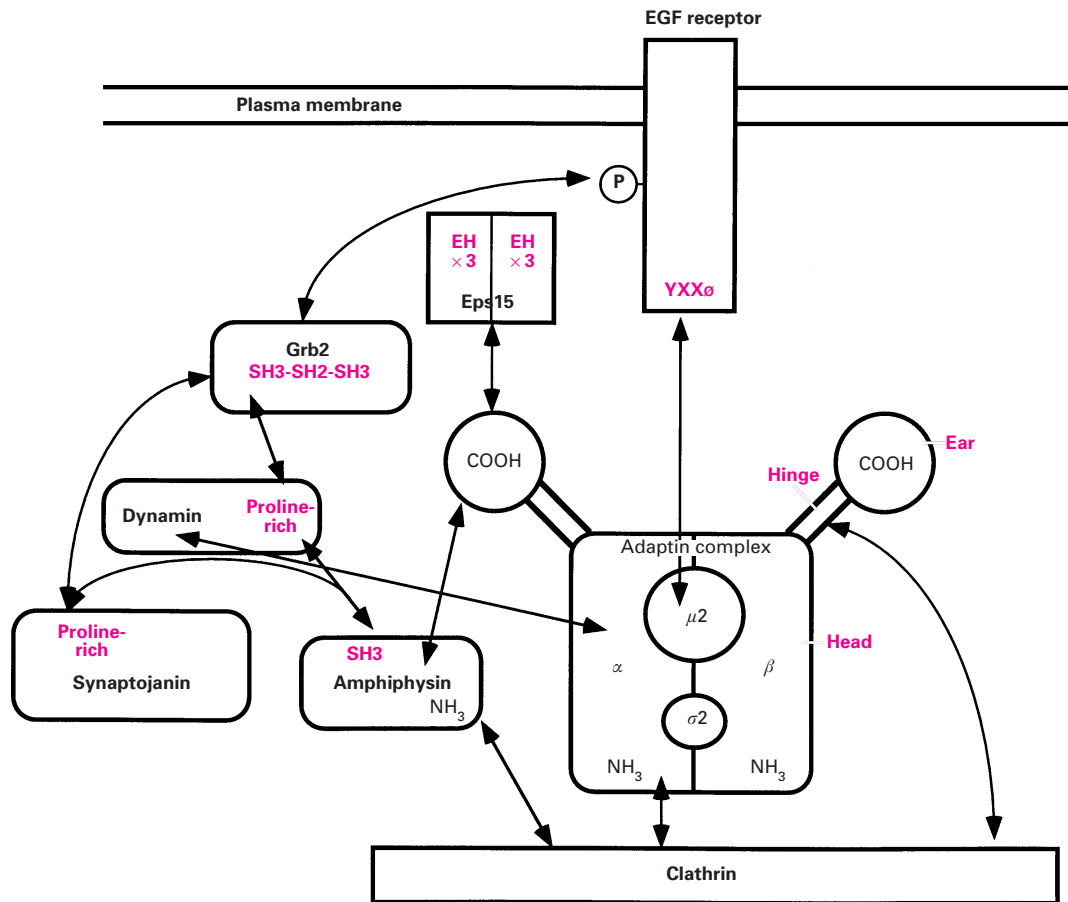 EGF receptor
Plasma membrane
P
EH EH
× 3 × 3
Eps15
YXXø
Grb2
SH3-SH2-SH3
COOH
COOH
Ear
Hinge
Dynamin
Proline-
rich
Adaptin complex
μ2
Proline-
rich
Synaptojanin
SH3
Amphiphysin
NH3
α
β
Head
σ2
NH3
NH3
Clathrin